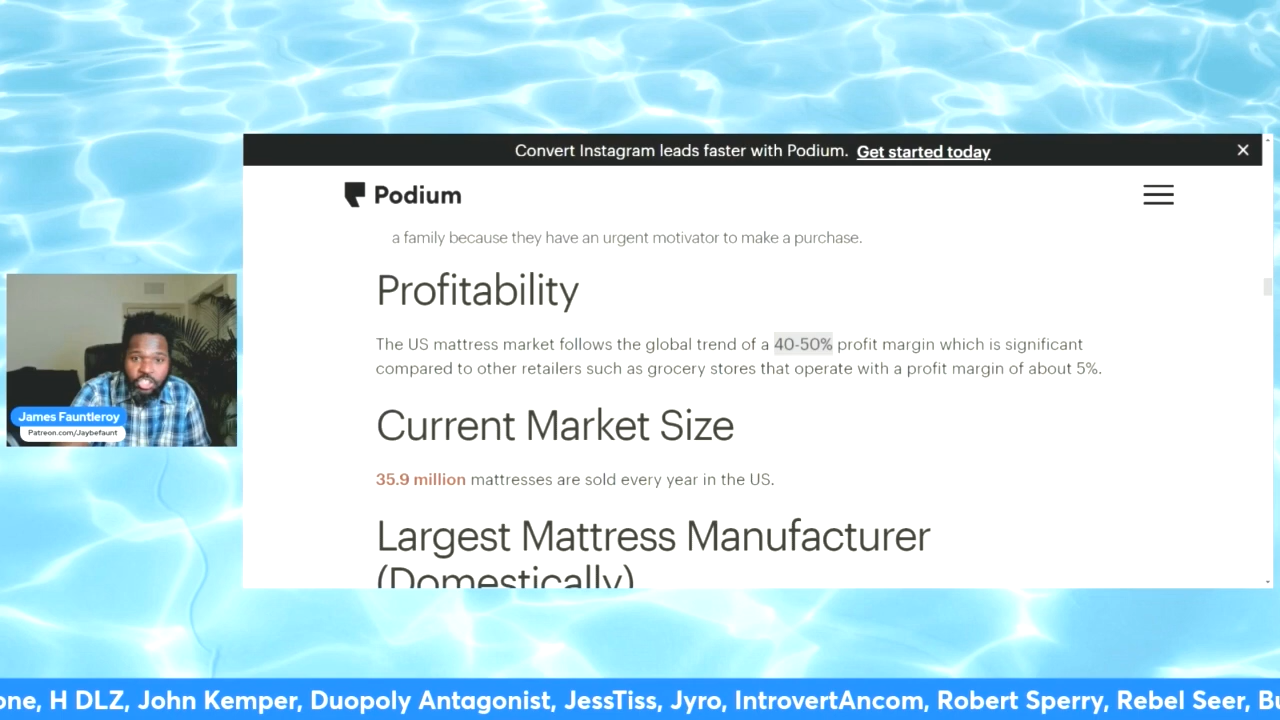 Convert Instagram leads faster with Podium. Get started today
Podium
a family because they have an urgent motivator to make a purchase.
Profitability
The US mattress market follows the global trend of a 40-50% profit margin which is significant
compared to other retailers such as grocery stores that operate with a profit margin of about 5%.
Current Market Size
35.9 million mattresses are sold every year in the US.
Largest Mattress Manufacturer
(Domestically)
James Fauntleroy
Patreon.com/Jaybefaunt
one, H DLZ, John Kemper, Duopoly Antagonist, JessTiss, Jyro, IntrovertAncom, Robert Sperry, Rebel Seer, Bu